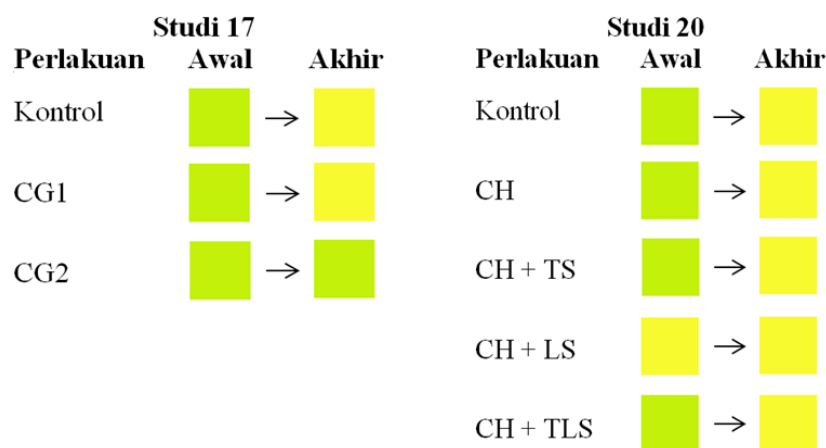 Studi 17
Perlakuan Awal Akhir
Kontrol →
CG1 →
CG2 →
Studi 20
Perlakuan Awal Akhir
Kontrol →
CH →
CH + TS →
CH + LS →
CH + TLS →